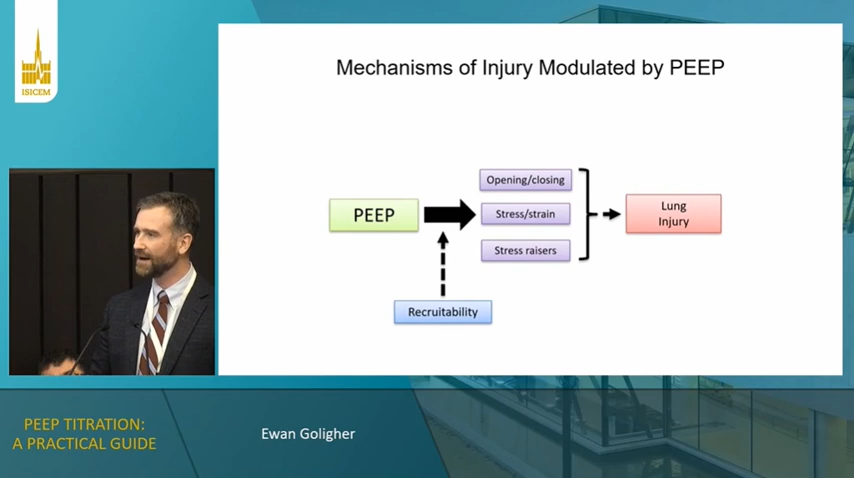 ISICEM
Mechanisms of Injury Modulated by PEEP
Opening/closing
PEEP
Stress/strain
Lung
Injury
Stress raisers
Recruitability
PEEP TITRATION:
A PRACTICAL GUIDE
Ewan Goligher